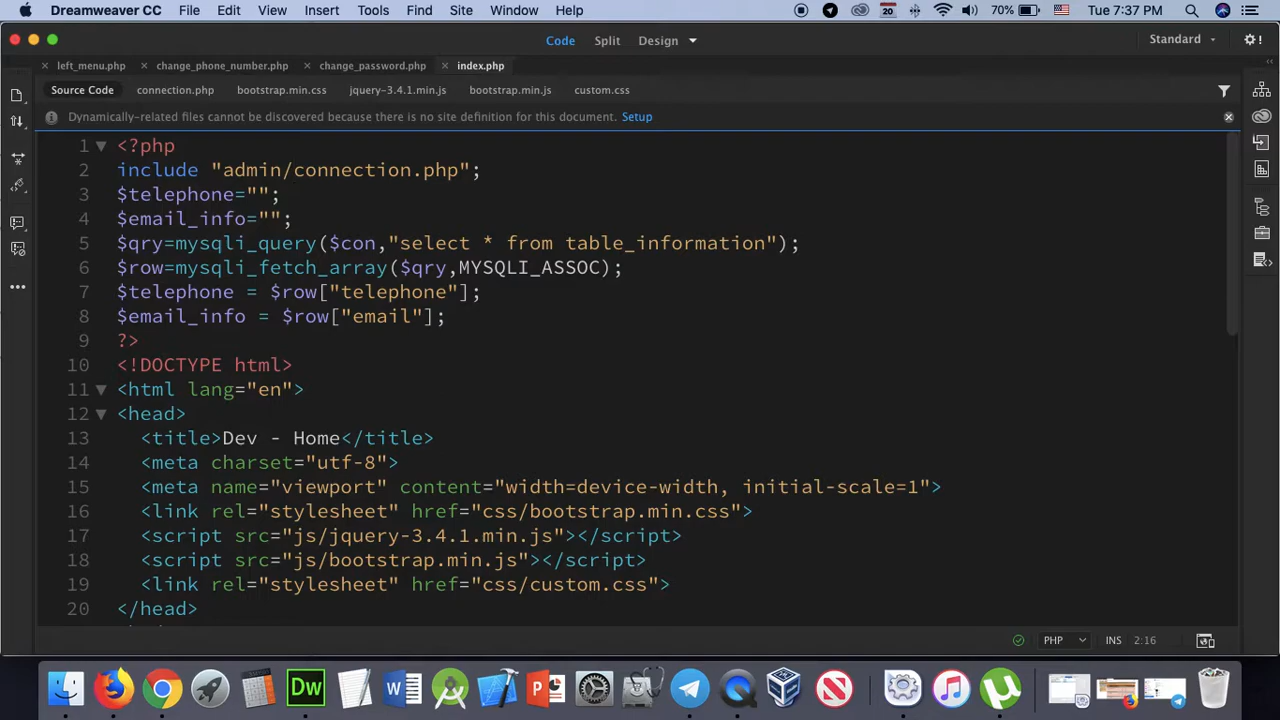 Dreamweaver CC File Edit View Insert Tools Find Site Window Help 20 70% Tue 7:37 PM
Code Split Design Standard
left_menu.php change_phone_number.php change_password.php index.php
Source Code connection.php bootstrap.min.css jquery-3.4.1.min.js bootstrap.min.js custom.css
Dynamically-related files cannot be discovered because there is no site definition for this document. Setup
1 <?php
2 include "admin/connection.php";
3 $telephone="";
4 $email_info="";
5 $qry=mysqli_query($con,"select * from table_information");
6 $row=mysqli_fetch_array($qry,MYSQLI_ASSOC);
7 $telephone = $row["telephone"];
8 $email_info = $row["email"];
9 ?>
10 <!DOCTYPE html>
11 <html lang="en">
12 <head>
13 <title>Dev - Home</title>
14 <meta charset="utf-8">
15 <meta name="viewport" content="width=device-width, initial-scale=1">
16 <link rel="stylesheet" href="css/bootstrap.min.css">
17 <script src="js/jquery-3.4.1.min.js"></script>
18 <script src="js/bootstrap.min.js"></script>
19 <link rel="stylesheet" href="css/custom.css">
20 </head>
PHP INS 2:16
Dw W P